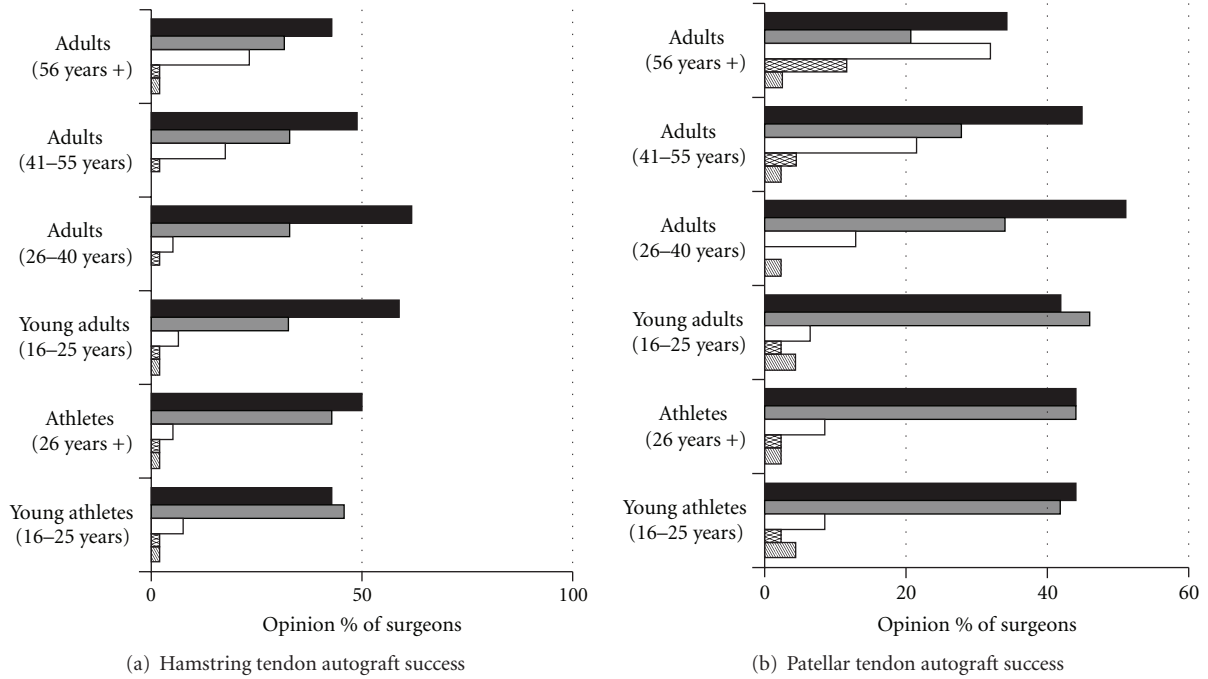 Adults
(56 years +)
Adults
(41–55 years)
Adults
(26–40 years)
Young adults
(16–25 years)
Athletes
(26 years +)
Young athletes
(16–25 years)
0
50
100
Opinion % of surgeons
(a) Hamstring tendon autograft success
Adults
(56 years +)
Adults
(41–55 years)
Adults
(26–40 years)
Young adults
(16–25 years)
Athletes
(26 years +)
Young athletes
(16–25 years)
0
20
40
60
Opinion % of surgeons
(b) Patellar tendon autograft success